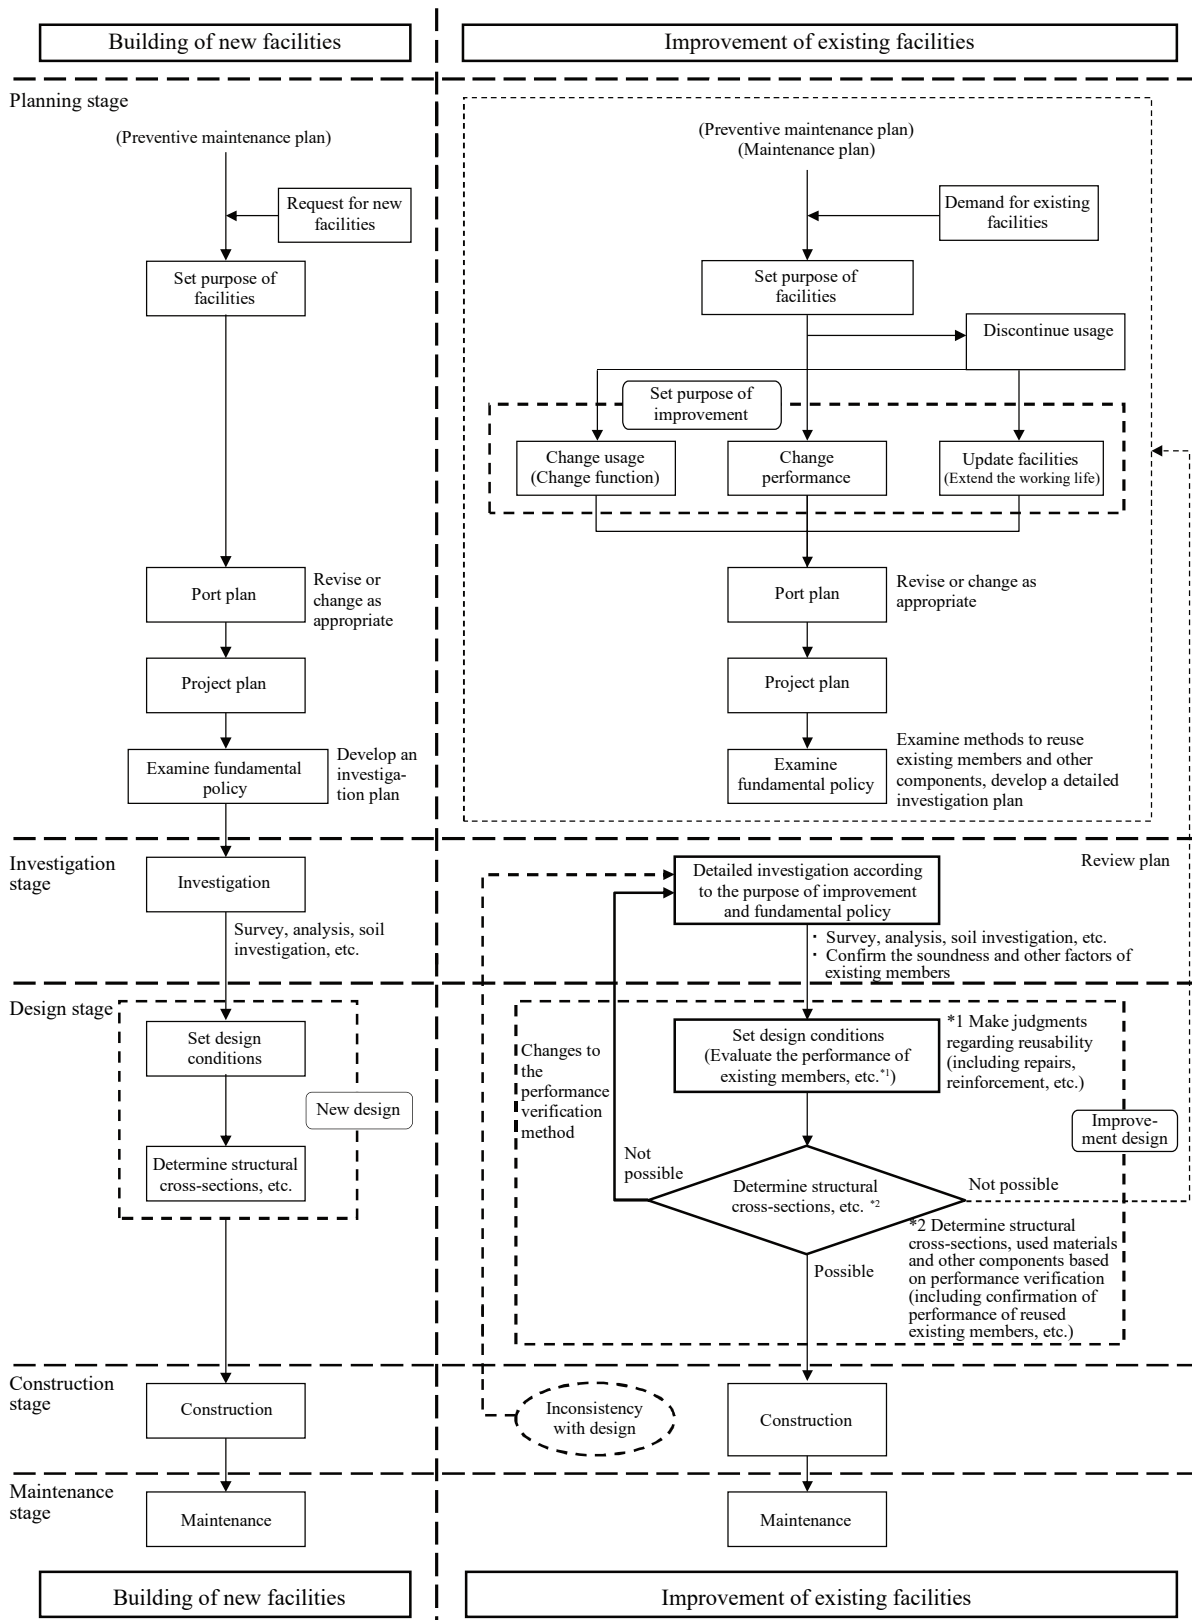 Building of new facilities
Improvement of existing facilities
Planning stage
(Preventive maintenance plan)
Request for new
facilities
Set purpose of
facilities
Port plan
Revise or
change as
appropriate
Project plan
Examine fundamental
policy
Develop an
investiga-
tion plan
(Preventive maintenance plan)
(Maintenance plan)
Demand for existing
facilities
Set purpose of
facilities
Discontinue usage
Set purpose of
improvement
Change usage
(Change function)
Change
performance
Update facilities
(Extend the working life)
Port plan
Revise or change as
appropriate
Project plan
Examine
fundamental policy
Examine methods to reuse
existing members and other
components, develop a detailed
investigation plan
Investigation
stage
Investigation
Survey, analysis, soil
investigation, etc.
Detailed investigation according
to the purpose of improvement
and fundamental policy
Review plan
・ Survey, analysis, soil investigation, etc.
・ Confirm the soundness and other factors of
existing members
Design stage
Set design
conditions
New design
Determine structural
cross-sections, etc.
Changes to
the
performance
verification
method
Set design conditions
(Evaluate the performance of
existing members, etc.*1)
*1 Make judgments
regarding reusability
(including repairs,
reinforcement, etc.)
Improve-
ment design
Not
possible
Determine structural
cross-sections, etc. *2
Not possible
Possible
*2 Determine structural
cross-sections, used materials
and other components based
on performance verification
(including confirmation of
performance of reused
existing members, etc.)
Construction
stage
Construction
Inconsistency
with design
Construction
Maintenance
stage
Maintenance
Maintenance
Building of new facilities
Improvement of existing facilities